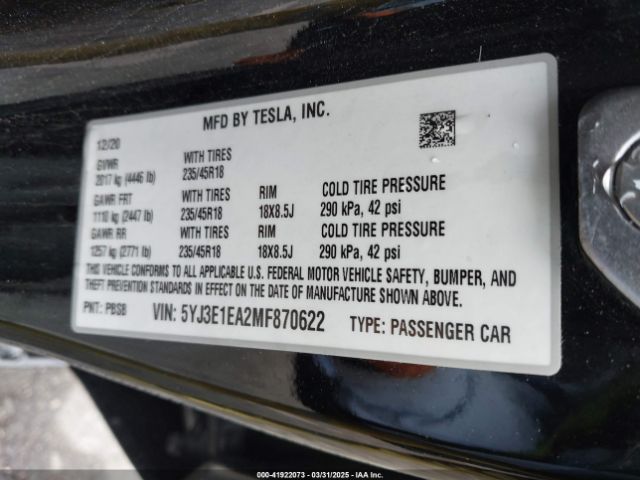 MFD BY TESLA, INC.
12/20
GVWR WITH TIRES
2017 kg (4446 lb) 235/45R18
GAWR FRT WITH TIRES RIM COLD TIRE PRESSURE
1110 kg (2447 lb) 235/45R18 18X8.5J 290 kPa, 42 psi
GAWR RR WITH TIRES RIM COLD TIRE PRESSURE
1257 kg (2771 lb) 235/45R18 18X8.5J 290 kPa, 42 psi
THIS VEHICLE CONFORMS TO ALL APPLICABLE U.S. FEDERAL MOTOR VEHICLE SAFETY, BUMPER, AND
THEFT PREVENTION STANDARDS IN EFFECT ON THE DATE OF MANUFACTURE SHOWN ABOVE.
PNT: PBSB VIN: 5YJ3E1EA2MF870622 TYPE: PASSENGER CAR
000-41922073 - 03/31/2025 - IAA Inc.